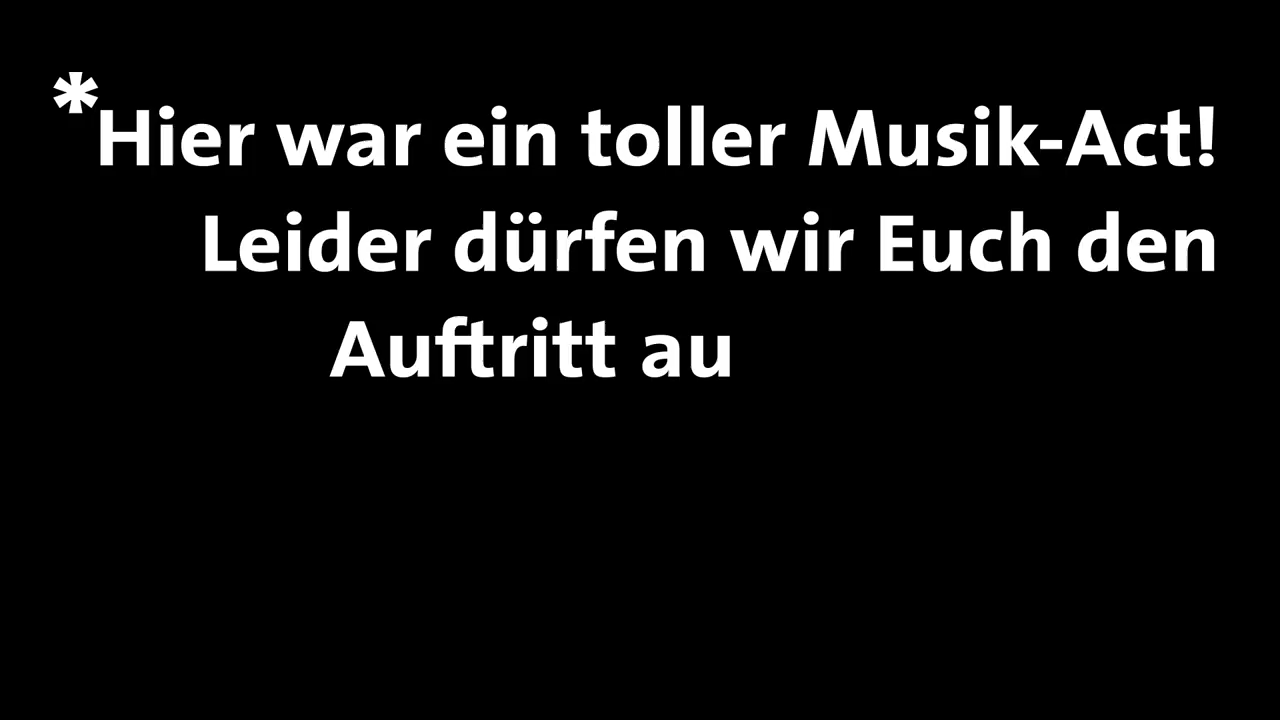 *Hier war ein toller Musik-Act!
Leider dürfen wir Euch den
Auftritt au